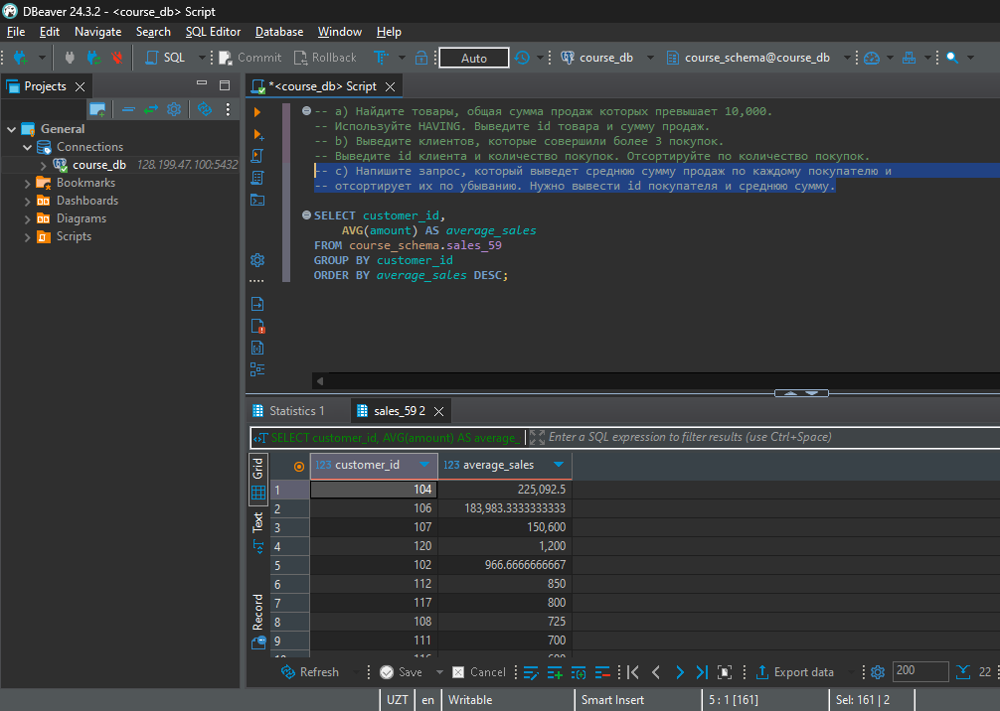 DBeaver 24.3.2 - <course_db> Script
File Edit Navigate Search SQL Editor Database Window Help
SQL Commit Rollback Auto course_db course_schema@course_db
Projects
*<course_db> Script
General
Connections
course_db 128.199.47.100:5432
Bookmarks
Dashboards
Diagrams
Scripts
-- a) Найдите товары, общая сумма продаж которых превышает 10,000.
-- Используйте HAVING. Выведите id товара и сумму продаж.
-- b) Выведите клиентов, которые совершили более 3 покупок.
-- Выведите id клиента и количество покупок. Отсортируйте по количество покупок.
-- c) Напишите запрос, который выведет среднюю сумму продаж по каждому покупателю и
-- отсортирует их по убыванию. Нужно вывести id покупателя и среднюю сумму.
SELECT customer_id,
AVG(amount) AS average_sales
FROM course_schema.sales_59
GROUP BY customer_id
ORDER BY average_sales DESC;
Statistics 1 sales_59 2
SELECT customer_id, AVG(amount) AS average_ Enter a SQL expression to filter results (use Ctrl+Space)
Grid
Text
Record
123 customer_id 123 average_sales
1 104 225,092.5
2 106 183,983.3333333333
3 107 150,600
4 120 1,200
5 102 966.6666666667
6 112 850
7 117 800
8 108 725
9 111 700
Refresh Save Cancel Export data 200 22
UZT en Writable Smart Insert 5 : 1 [161] Sel: 161 | 2